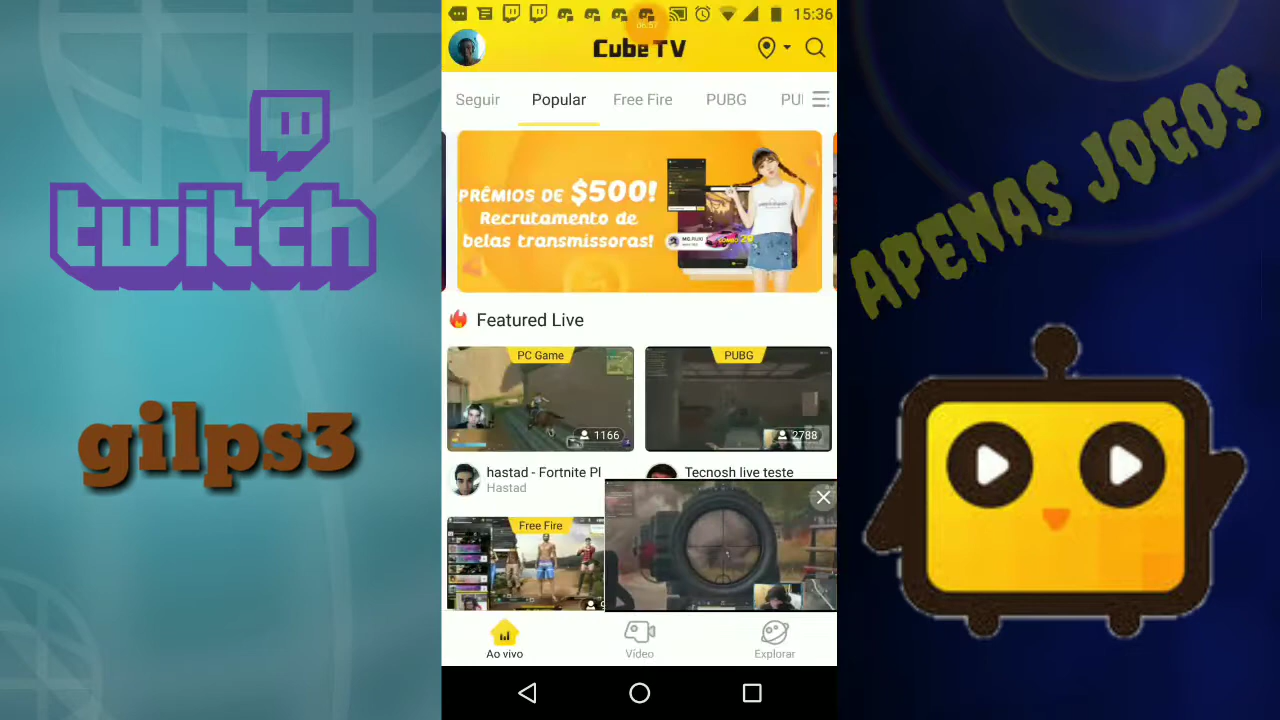 15:36
06:57
Cube TV
Seguir
Popular
Free Fire
PUBG
PU
PRÊMIOS DE $500!
Recrutamento de
belas transmissoras!
Featured Live
PC Game
1166
hastad - Fortnite Pl
Hastad
PUBG
2788
Tecnosh live teste
Free Fire
Ao vivo
Vídeo
Explorar
twitch
gilps3
APENAS JOGOS